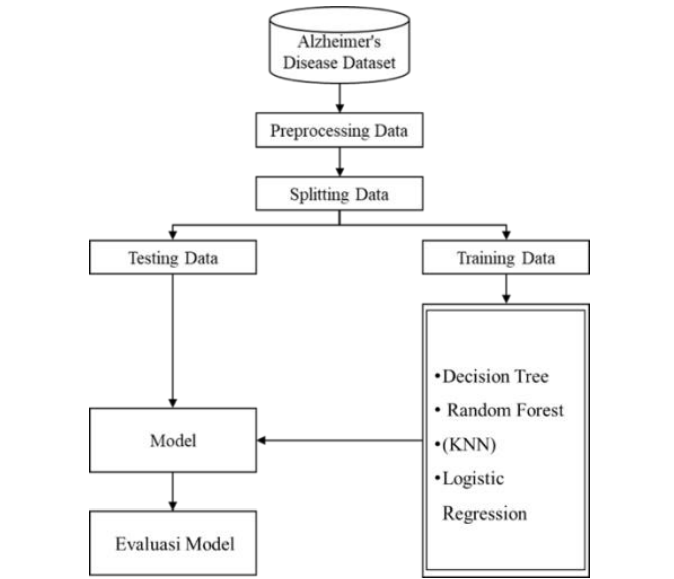 Alzheimer's
Disease Dataset
Preprocessing Data
Splitting Data
Testing Data
Training Data
•Decision Tree
• Random Forest
•(KNN)
•Logistic
Regression
Model
Evaluasi Model